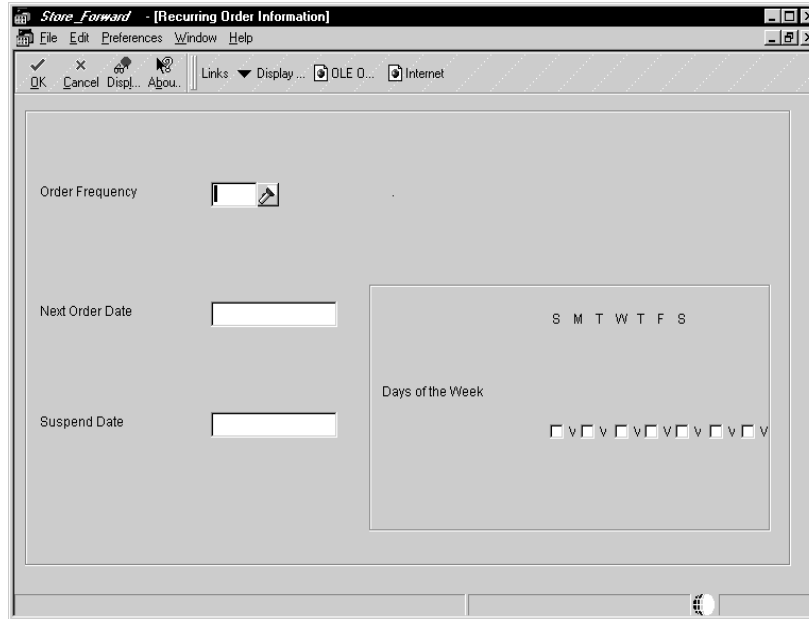 Store_Forward - [Recurring Order Information]
File Edit Preferences Window Help
OK Cancel Displ... Abou.. Links Display ... OLE O... Internet
Order Frequency
.
Next Order Date
S M T W T F S
Days of the Week
Suspend Date
V V V V V V V